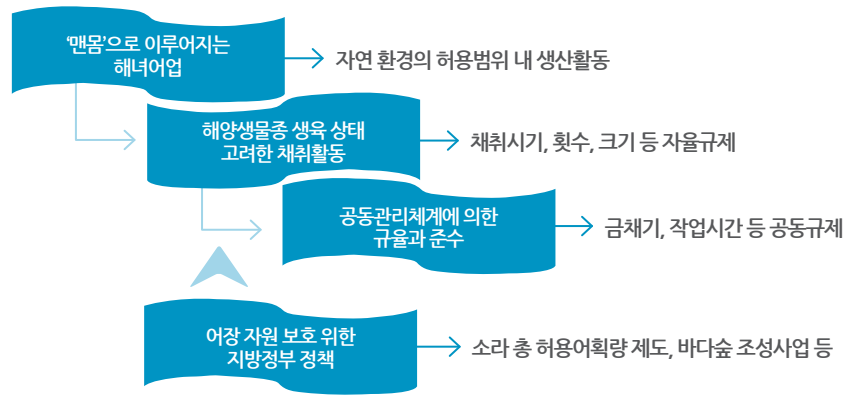 '맨몸'으로 이루어지는
해녀어업
자연 환경의 허용범위 내 생산활동
해양생물종 생육 상태
고려한 채취활동
채취시기, 횟수, 크기 등 자율규제
공동관리체계에 의한
규율과 준수
금채기, 작업시간 등 공동규제
어장 자원 보호 위한
지방정부 정책
소라 총 허용어획량 제도, 바다숲 조성사업 등